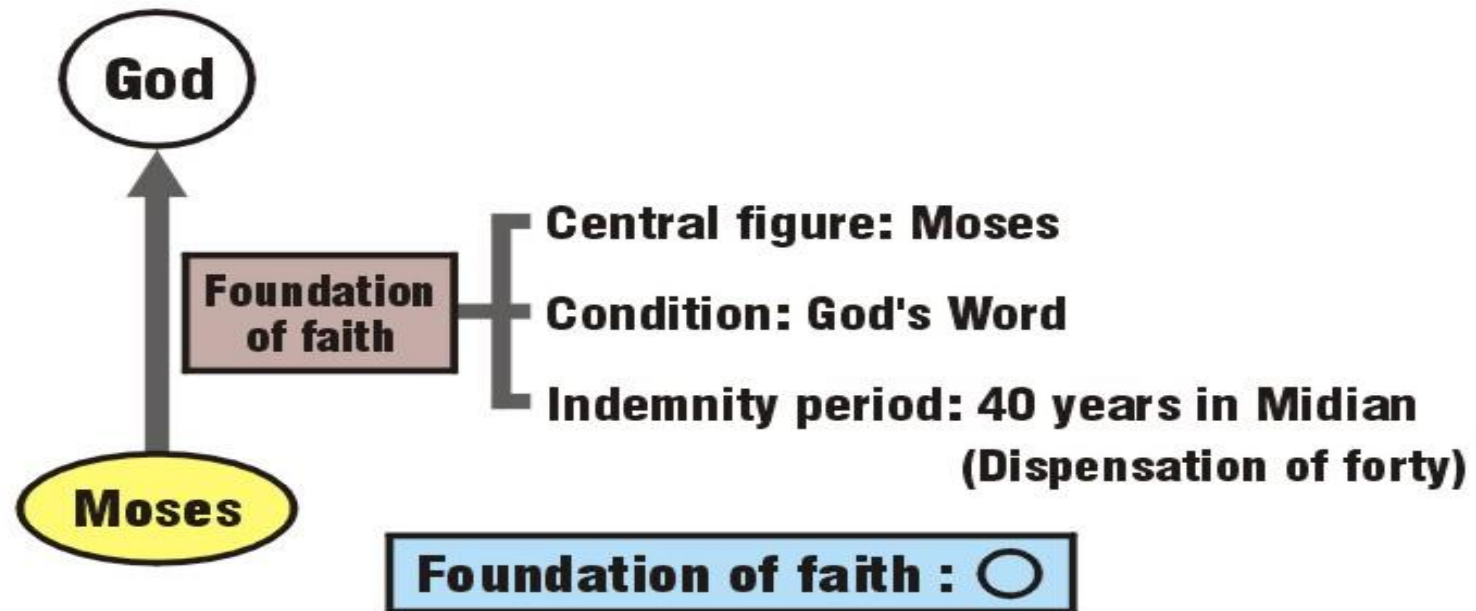 God
Foundation
of faith
Central figure: Moses
Condition: God's Word
Indemnity period: 40 years in Midian
(Dispensation of forty)
Moses
Foundation of faith : ◯